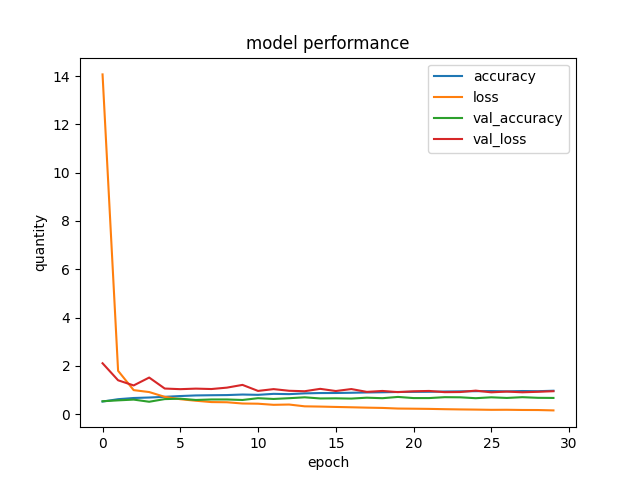 model performance
accuracy
loss
val_accuracy
val_loss
14
12
10
8
6
4
2
0
quantity
0 5 10 15 20 25 30
epoch